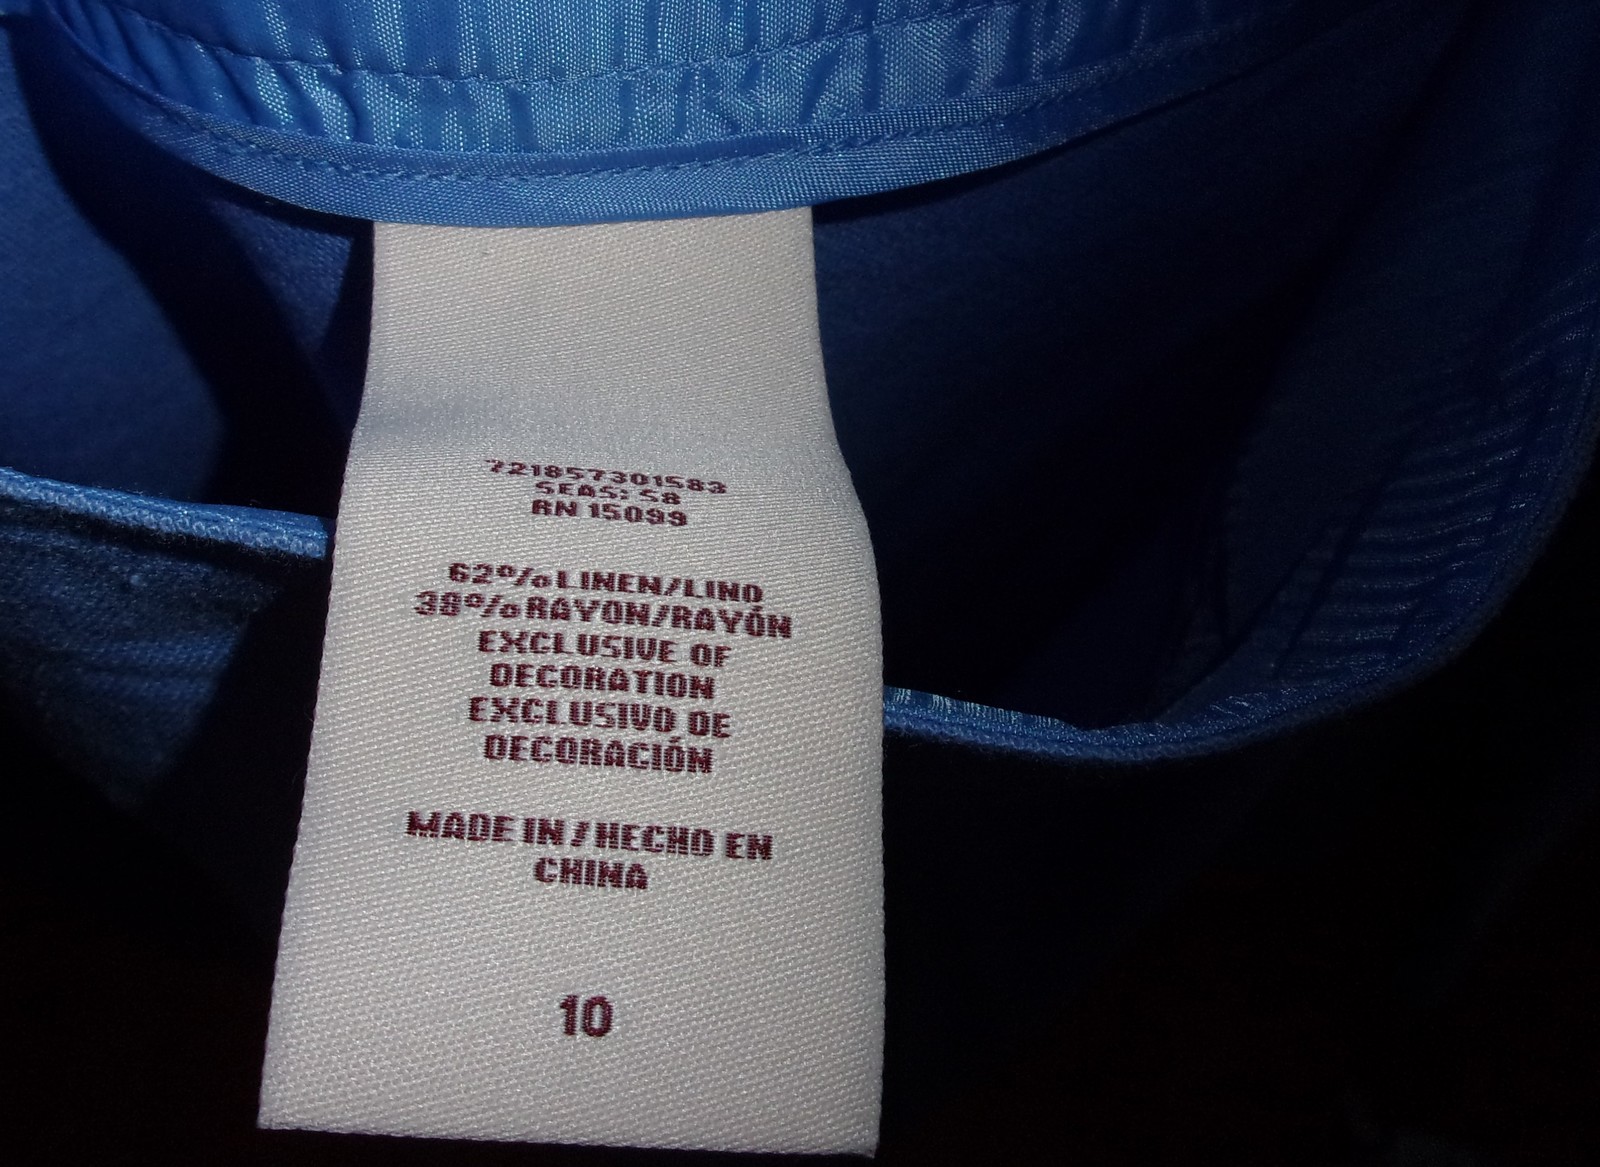 721857301583
SEAS: S8
RN 15099
62% LINEN/LINO
38% RAYON/RAYÓN
EXCLUSIVE OF
DECORATION
EXCLUSIVO DE
DECORACIÓN
MADE IN / HECHO EN
CHINA
10